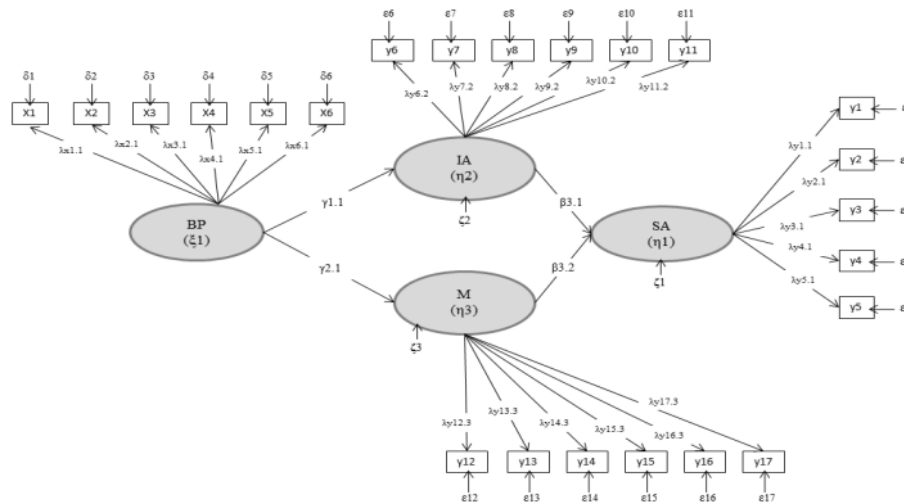 ε6 ε7 ε8 ε9 ε10 ε11
y6 y7 y8 y9 y10 y11
δ1 δ2 δ3 δ4 δ5 δ6
X1 X2 X3 X4 X5 X6
λy6.2 λy7.2 λy8.2 λy9.2 λy10.2 λy11.2
λx1.1 λx2.1 λx3.1 λx4.1 λx5.1 λx6.1
y1 ε
λy1.1
IA
(η2)
y2 ε
λy2.1
γ1.1
ζ2
β3.1
BP
(ξ1)
SA
(η1)
y3 ε
λy3.1
λy4.1
y4 ε
γ2.1
β3.2
λy5.1
ζ1
M
(η3)
y5 ε
ζ3
λy12.3 λy13.3 λy14.3 λy15.3 λy16.3 λy17.3
y12 y13 y14 y15 y16 y17
ε12 ε13 ε14 ε15 ε16 ε17